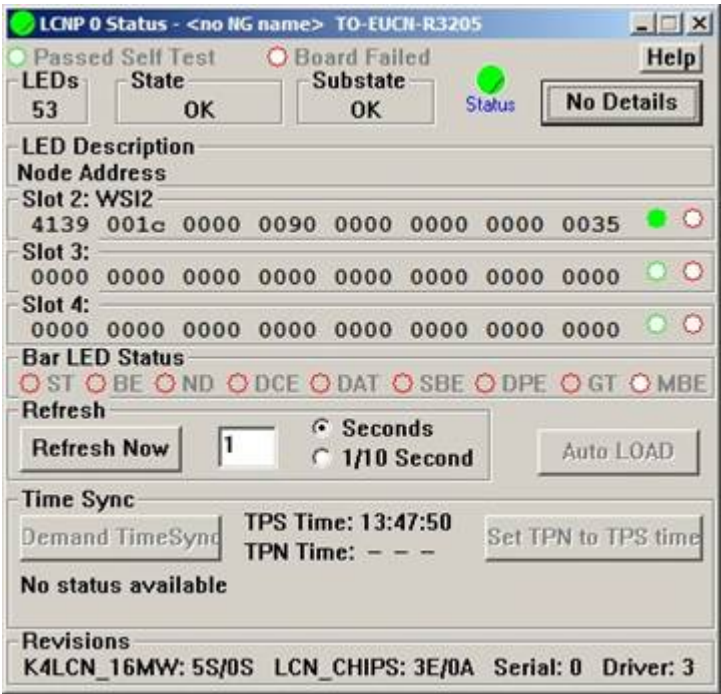 LCNP 0 Status - <no NG name> TO-EUCN-R3205
Passed Self Test Board Failed Help
LEDs State Substate
53 OK OK Status No Details
LED Description
Node Address
Slot 2: WSI2
4139 001c 0000 0090 0000 0000 0000 0035
Slot 3:
0000 0000 0000 0000 0000 0000 0000 0000
Slot 4:
0000 0000 0000 0000 0000 0000 0000 0000
Bar LED Status
ST BE ND DCE DAT SBE DPE GT MBE
Refresh
Refresh Now 1 Seconds
1/10 Second Auto LOAD
Time Sync
Demand TimeSync TPS Time: 13:47:50 Set TPN to TPS time
TPN Time: - - -
No status available
Revisions
K4LCN_16MW: 5S/0S LCN_CHIPS: 3E/0A Serial: 0 Driver: 3